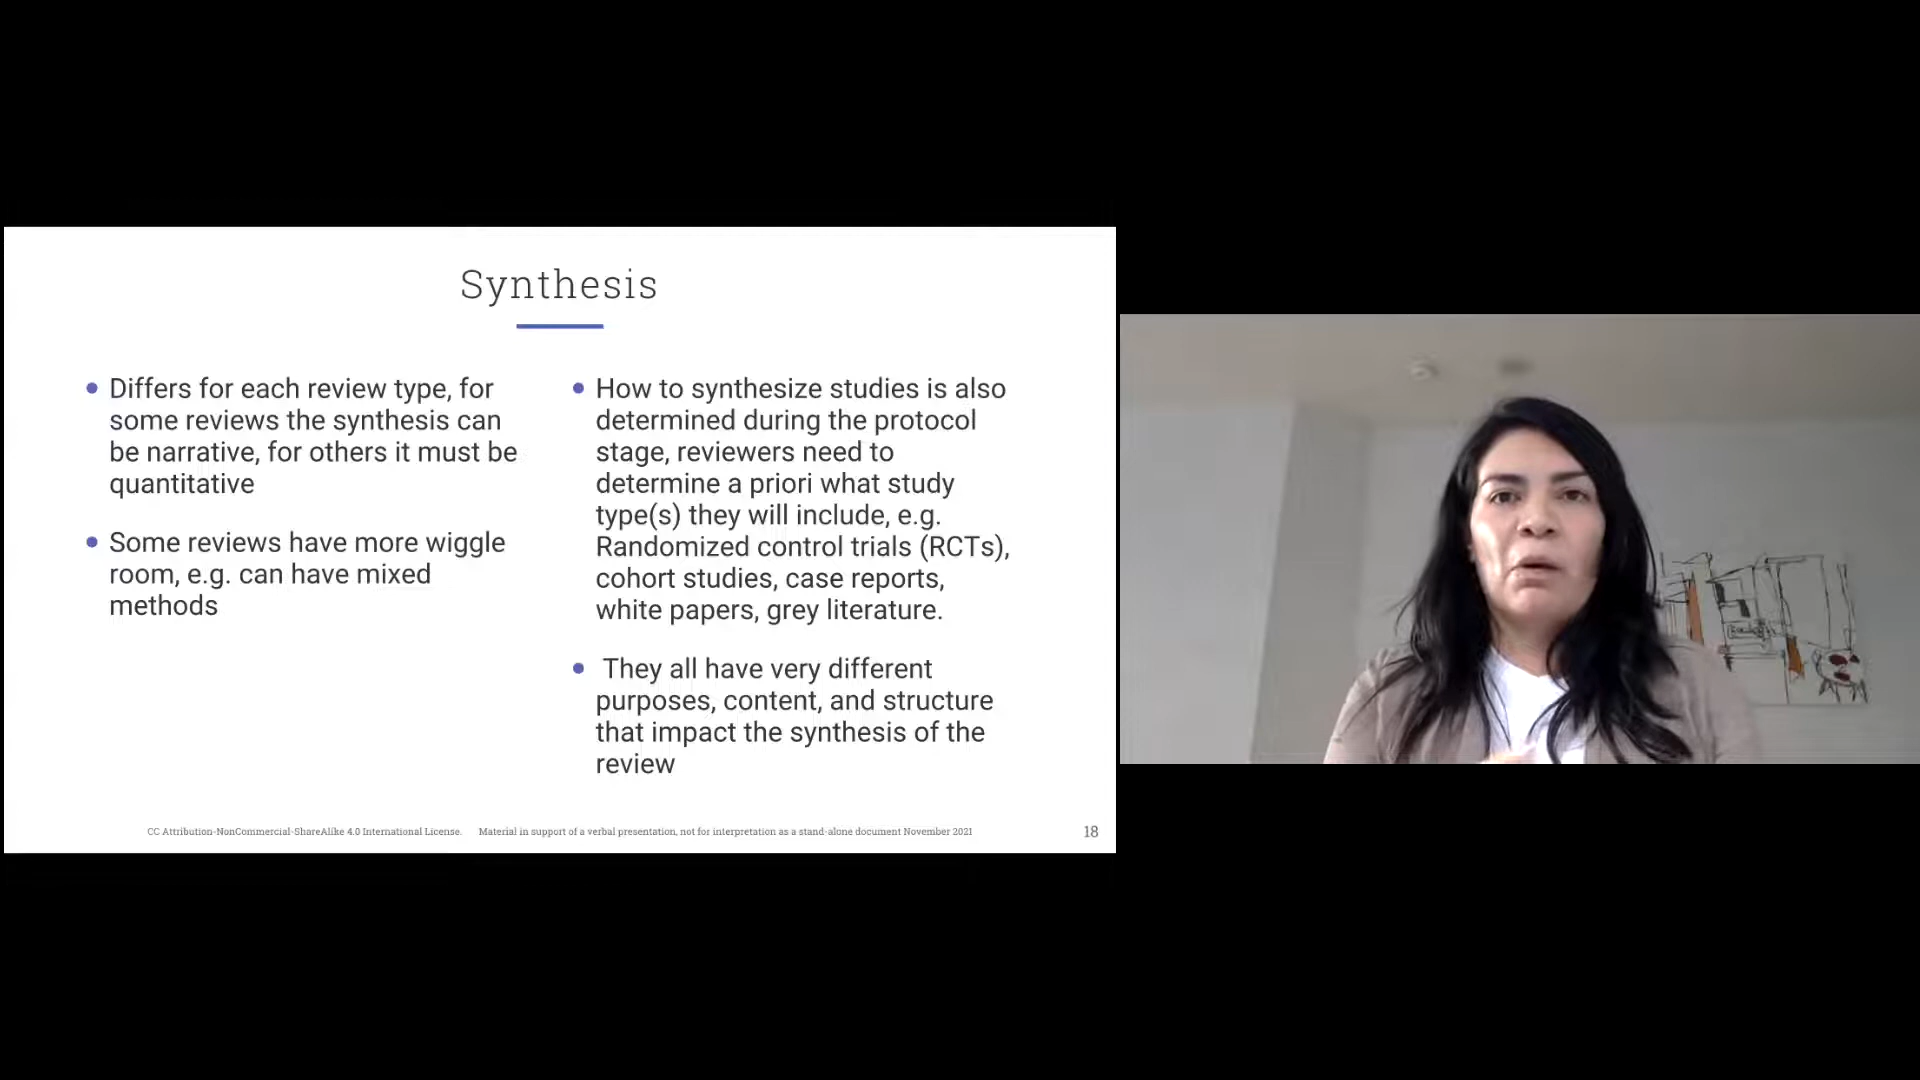 Synthesis
Differs for each review type, for
some reviews the synthesis can
be narrative, for others it must be
quantitative
Some reviews have more wiggle
room, e.g. can have mixed
methods
How to synthesize studies is also
determined during the protocol
stage, reviewers need to
determine a priori what study
type(s) they will include, e.g.
Randomized control trials (RCTs),
cohort studies, case reports,
white papers, grey literature.
They all have very different
purposes, content, and structure
that impact the synthesis of the
review
CC Attribution-NonCommercial-ShareAlike 4.0 International License. Material in support of a verbal presentation, not for interpretation as a stand-alone document November 2021
18